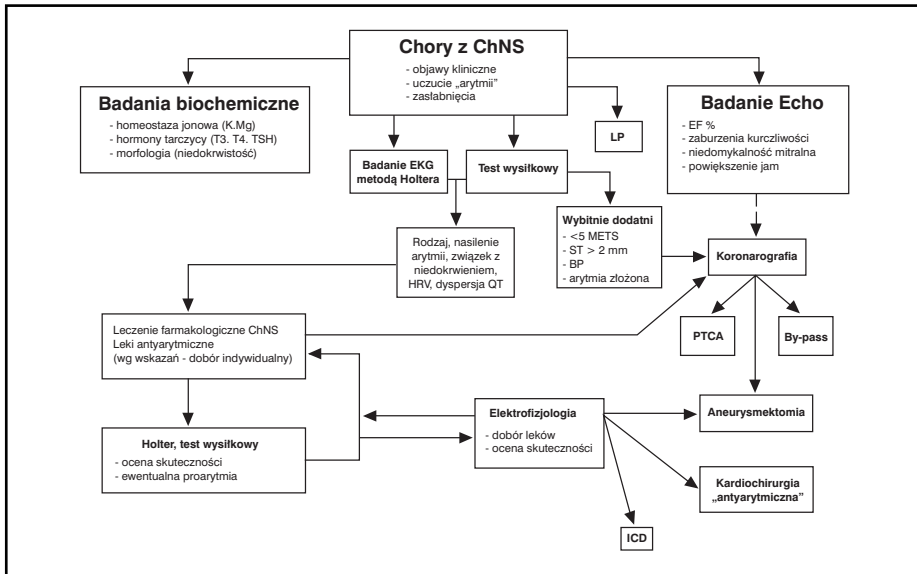 Chory z ChNS
- objawy kliniczne
- uczucie „arytmii”
- zasłabnięcia
Badania biochemiczne
- homeostaza jonowa (K.Mg)
- hormony tarczycy (T3. T4. TSH)
- morfologia (niedokrwistość)
LP
Badanie Echo
- EF %
- zaburzenia kurczliwości
- niedomykalność mitralna
- powiększenie jam
Badanie EKG
metodą Holtera
Test wysiłkowy
Wybitnie dodatni
- <5 METS
- ST > 2 mm
- BP
- arytmia złożona
Rodzaj, nasilenie
arytmii, związek z
niedokrwieniem,
HRV, dyspersja QT
Koronarografia
PTCA
By-pass
Leczenie farmakologiczne ChNS
Leki antyarytmiczne
(wg wskazań - dobór indywidualny)
Elektrofizjologia
- dobór leków
- ocena skuteczności
Aneurysmektomia
Holter, test wysiłkowy
- ocena skuteczności
- ewentualna proarytmia
Kardiochirurgia
„antyarytmiczna”
ICD